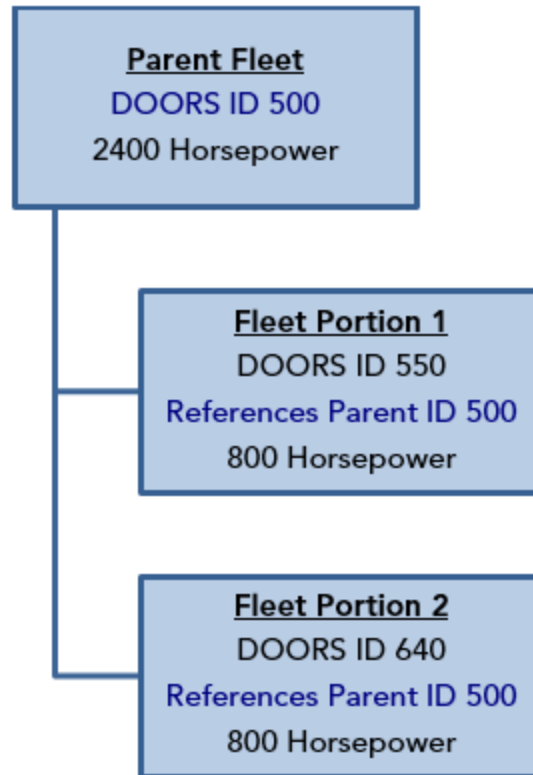 Parent Fleet
DOORS ID 500
2400 Horsepower
Fleet Portion 1
DOORS ID 550
References Parent ID 500
800 Horsepower
Fleet Portion 2
DOORS ID 640
References Parent ID 500
800 Horsepower